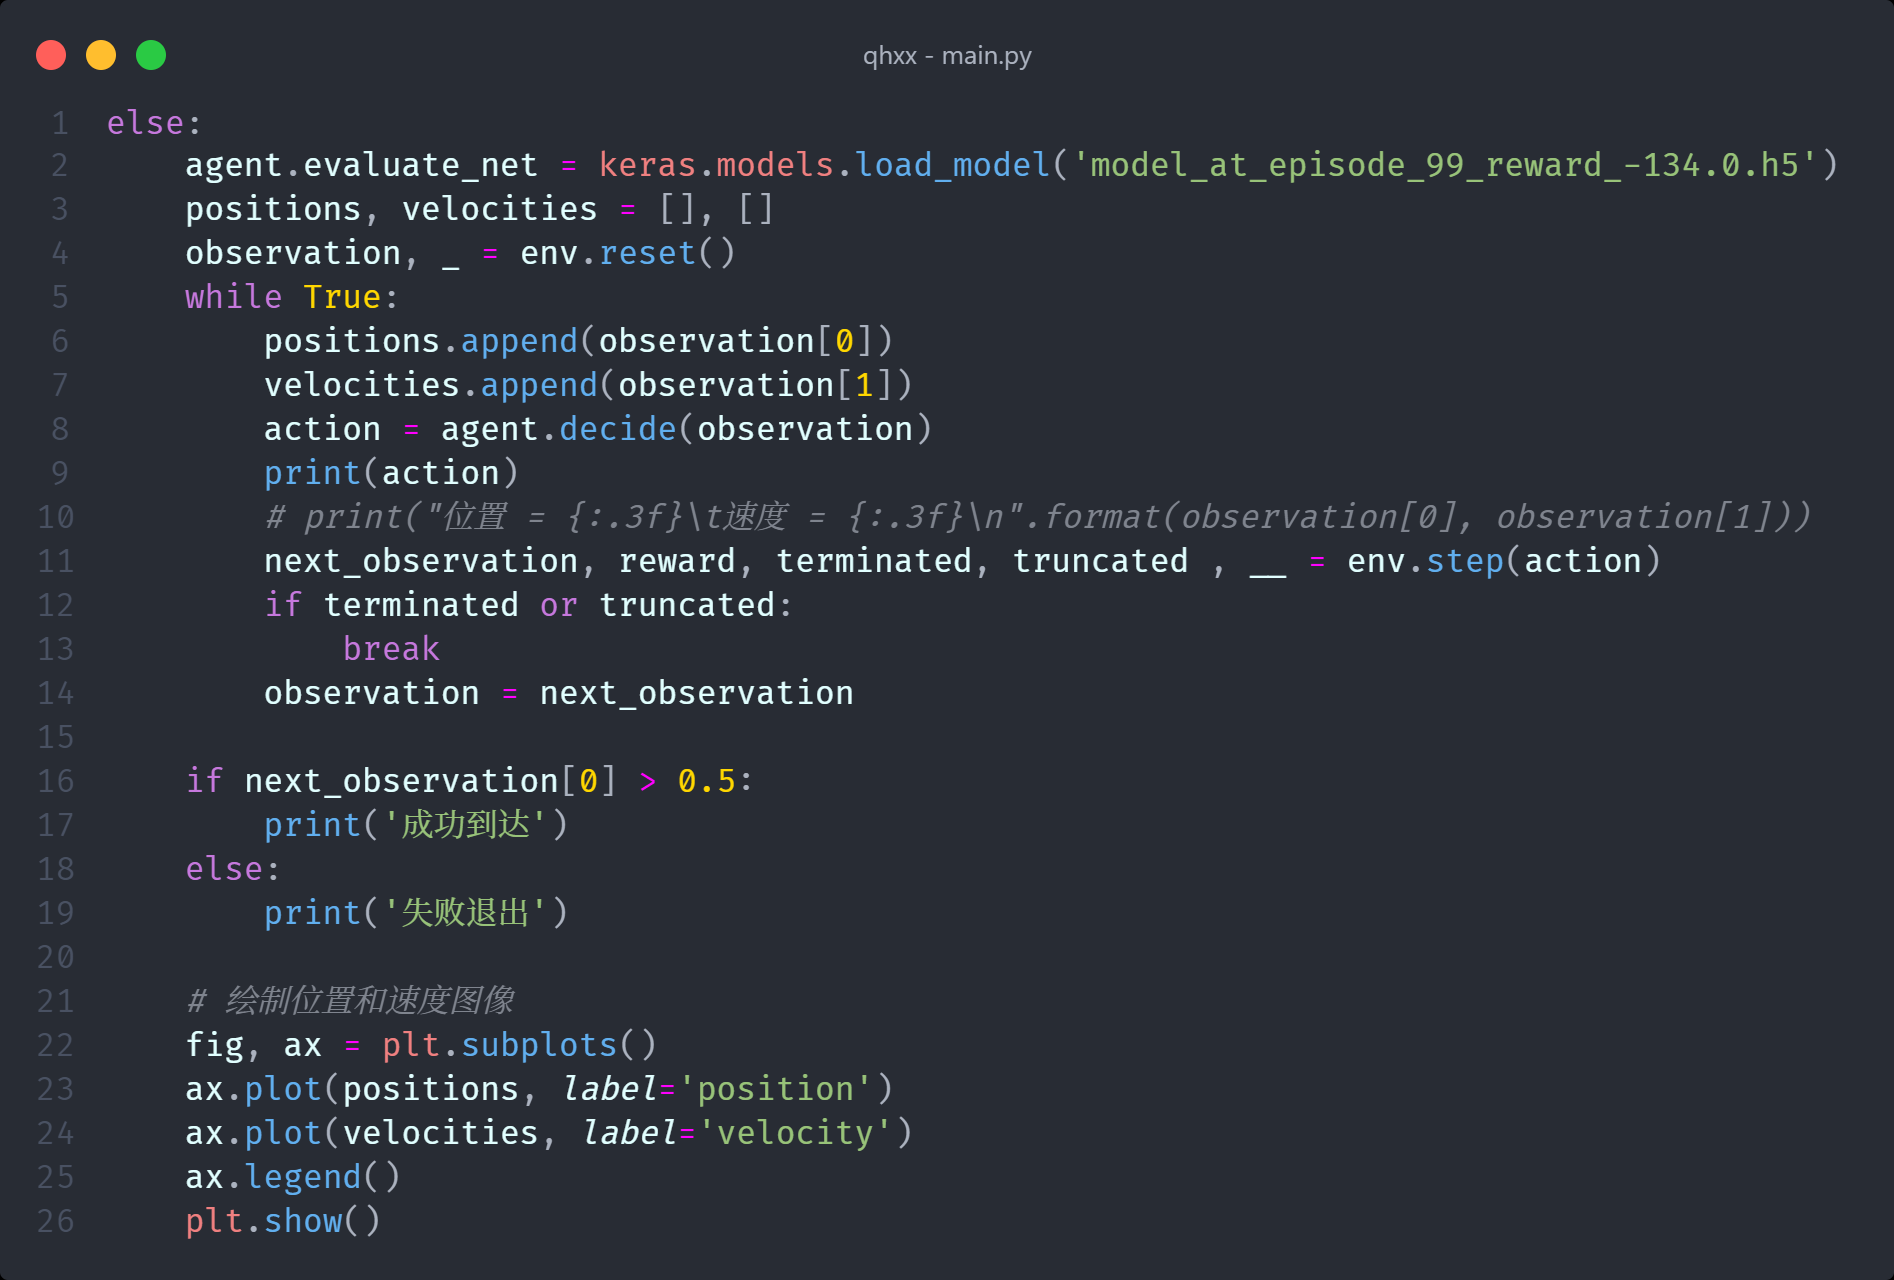 qhxx - main.py
1 else:
2     agent.evaluate_net = keras.models.load_model('model_at_episode_99_reward_-134.0.h5')
3     positions, velocities = [], []
4     observation, _ = env.reset()
5     while True:
6         positions.append(observation[0])
7         velocities.append(observation[1])
8         action = agent.decide(observation)
9         print(action)
10         # print("位置 = {:.3f}\t速度 = {:.3f}\n".format(observation[0], observation[1]))
11         next_observation, reward, terminated, truncated , __ = env.step(action)
12         if terminated or truncated:
13             break
14         observation = next_observation
15
16     if next_observation[0] > 0.5:
17         print('成功到达')
18     else:
19         print('失败退出')
20
21     # 绘制位置和速度图像
22     fig, ax = plt.subplots()
23     ax.plot(positions, label='position')
24     ax.plot(velocities, label='velocity')
25     ax.legend()
26     plt.show()